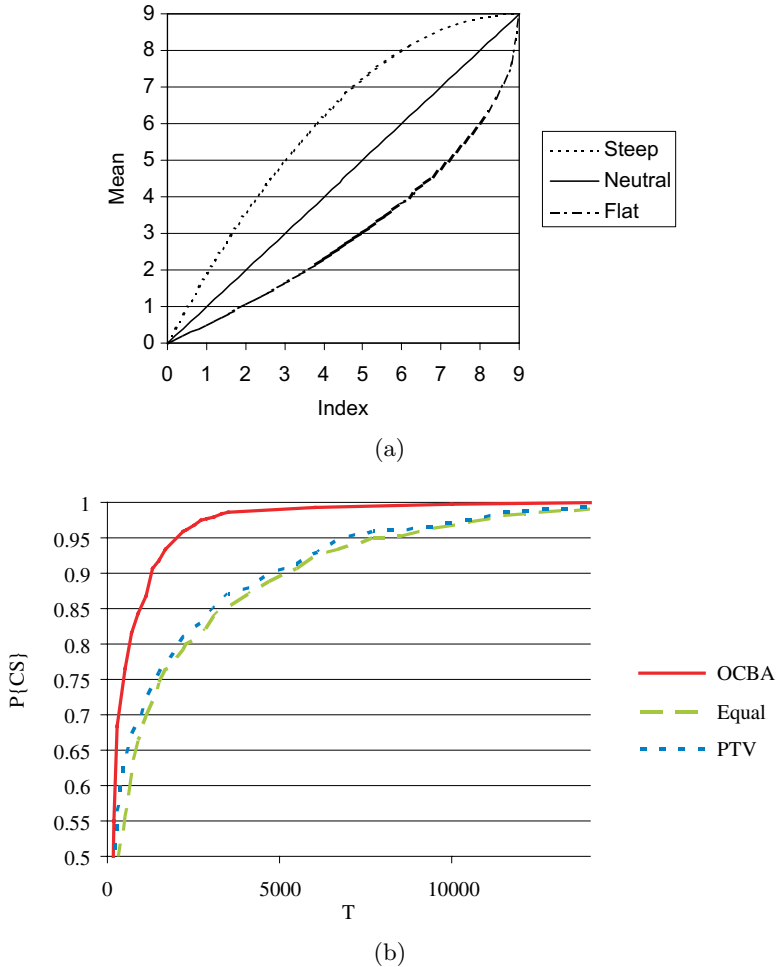 9
8
7
6
5
4
3
2
1
0
Mean
0 1 2 3 4 5 6 7 8 9
Index
Steep
Neutral
Flat
(a)
1
0.95
0.9
0.85
0.8
0.75
0.7
0.65
0.6
0.55
0.5
P{CS}
0 5000 10000
T
OCBA
Equal
PTV
(b)